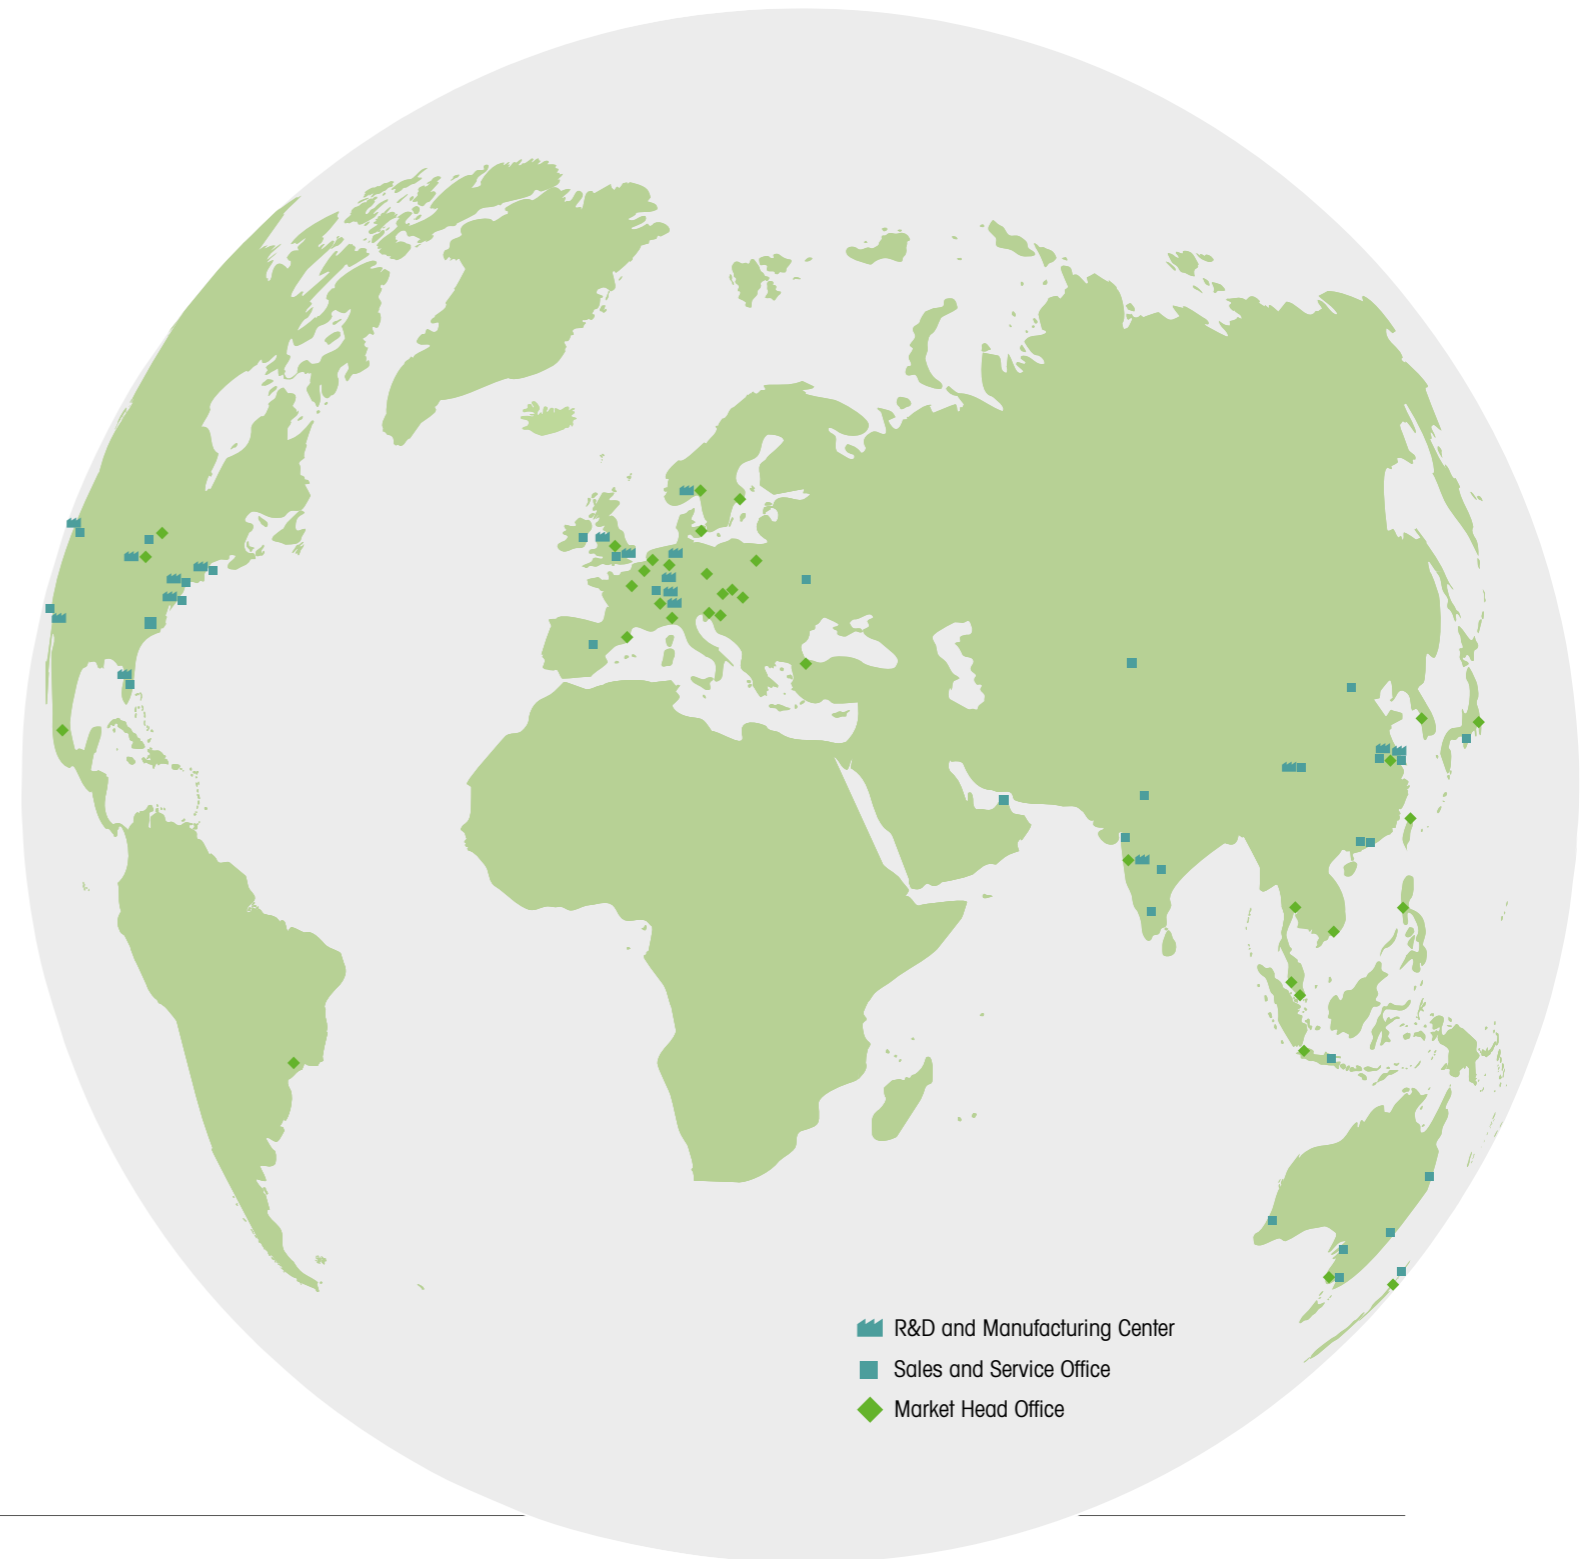 R&D and Manufacturing Center
Sales and Service Office
Market Head Office